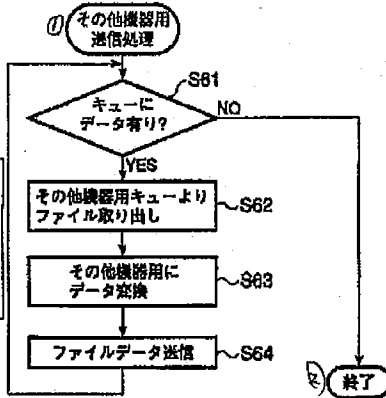 ① その他機器用
送信処理
S61
キューに
データ有り?
NO
YES
その他機器用キューより
ファイル取り出し
S62
その他機器用に
データ変換
S63
ファイルデータ送信
S64
終了